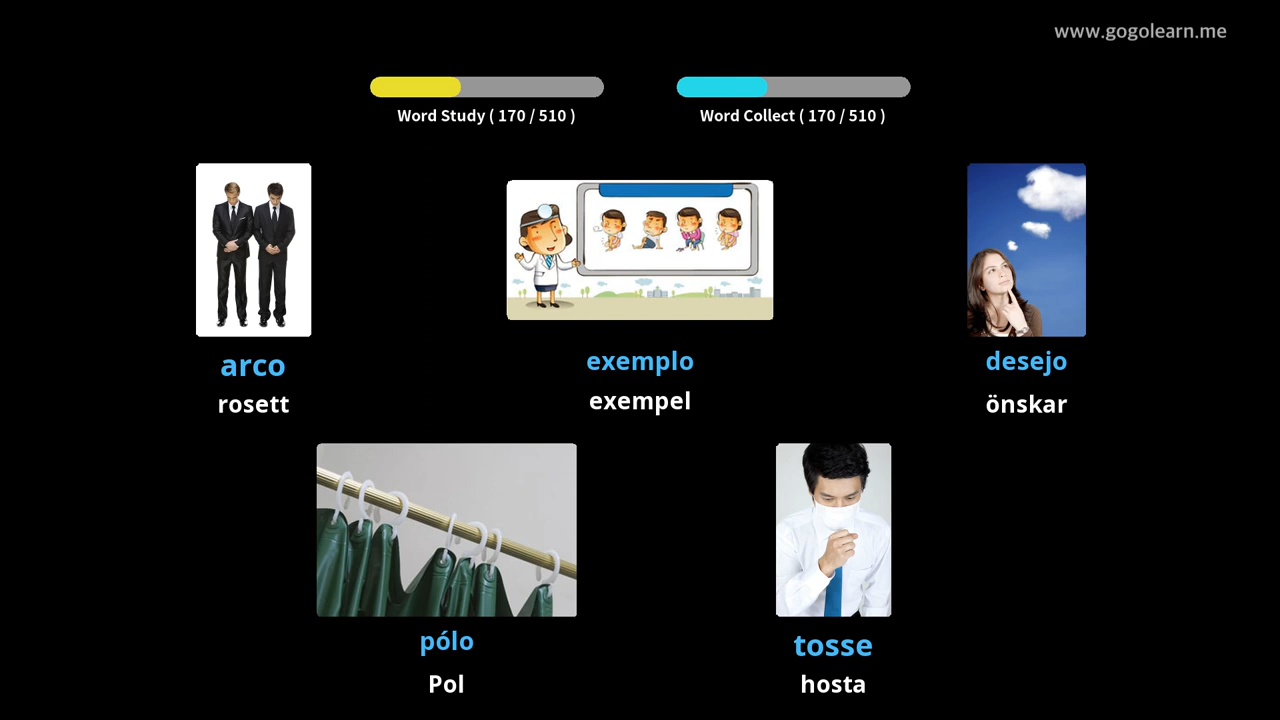 www.gogolearn.me
Word Study ( 170 / 510 )
Word Collect ( 170 / 510 )
arco
rosett
exemplo
exempel
desejo
önskar
pólo
Pol
tosse
hosta